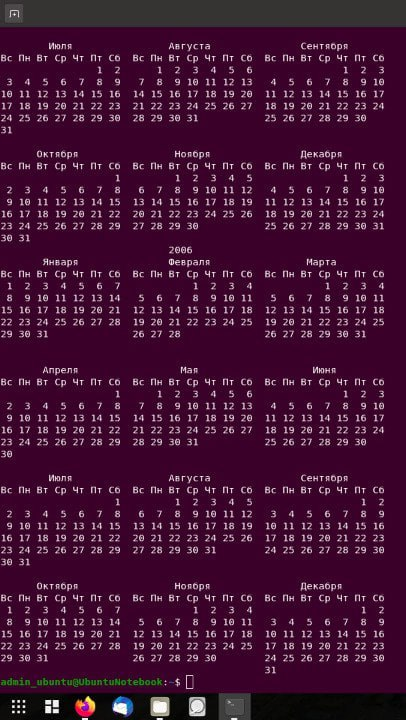 Июля Августа Сентября
Вс Пн Вт Ср Чт Пт Сб Вс Пн Вт Ср Чт Пт Сб Вс Пн Вт Ср Чт Пт Сб
1 2 1 2 3 4 5 6 1 2 3
3 4 5 6 7 8 9 7 8 9 10 11 12 13 4 5 6 7 8 9 10
10 11 12 13 14 15 16 14 15 16 17 18 19 20 11 12 13 14 15 16 17
17 18 19 20 21 22 23 21 22 23 24 25 26 27 18 19 20 21 22 23 24
24 25 26 27 28 29 30 28 29 30 31 25 26 27 28 29 30
31
Октября Ноября Декабря
Вс Пн Вт Ср Чт Пт Сб Вс Пн Вт Ср Чт Пт Сб Вс Пн Вт Ср Чт Пт Сб
1 1 2 3 4 5 1 2 3
2 3 4 5 6 7 8 6 7 8 9 10 11 12 4 5 6 7 8 9 10
9 10 11 12 13 14 15 13 14 15 16 17 18 19 11 12 13 14 15 16 17
16 17 18 19 20 21 22 20 21 22 23 24 25 26 18 19 20 21 22 23 24
23 24 25 26 27 28 29 27 28 29 30 25 26 27 28 29 30 31
30 31
2006
Января Февраля Марта
Вс Пн Вт Ср Чт Пт Сб Вс Пн Вт Ср Чт Пт Сб Вс Пн Вт Ср Чт Пт Сб
1 2 3 4 5 6 7 1 2 3 4 1 2 3 4
8 9 10 11 12 13 14 5 6 7 8 9 10 11 5 6 7 8 9 10 11
15 16 17 18 19 20 21 12 13 14 15 16 17 18 12 13 14 15 16 17 18
22 23 24 25 26 27 28 19 20 21 22 23 24 25 19 20 21 22 23 24 25
29 30 31 26 27 28 26 27 28 29 30 31
Апреля Мая Июня
Вс Пн Вт Ср Чт Пт Сб Вс Пн Вт Ср Чт Пт Сб Вс Пн Вт Ср Чт Пт Сб
1 1 2 3 4 5 6 1 2 3
2 3 4 5 6 7 8 7 8 9 10 11 12 13 4 5 6 7 8 9 10
9 10 11 12 13 14 15 14 15 16 17 18 19 20 11 12 13 14 15 16 17
16 17 18 19 20 21 22 21 22 23 24 25 26 27 18 19 20 21 22 23 24
23 24 25 26 27 28 29 28 29 30 31 25 26 27 28 29 30
30
Июля Августа Сентября
Вс Пн Вт Ср Чт Пт Сб Вс Пн Вт Ср Чт Пт Сб Вс Пн Вт Ср Чт Пт Сб
1 1 2 3 4 5 1 2
2 3 4 5 6 7 8 6 7 8 9 10 11 12 3 4 5 6 7 8 9
9 10 11 12 13 14 15 13 14 15 16 17 18 19 10 11 12 13 14 15 16
16 17 18 19 20 21 22 20 21 22 23 24 25 26 17 18 19 20 21 22 23
23 24 25 26 27 28 29 27 28 29 30 31 24 25 26 27 28 29 30
30 31
Октября Ноября Декабря
Вс Пн Вт Ср Чт Пт Сб Вс Пн Вт Ср Чт Пт Сб Вс Пн Вт Ср Чт Пт Сб
1 2 3 4 5 6 7 1 2 3 4 1 2
8 9 10 11 12 13 14 5 6 7 8 9 10 11 3 4 5 6 7 8 9
15 16 17 18 19 20 21 12 13 14 15 16 17 18 10 11 12 13 14 15 16
22 23 24 25 26 27 28 19 20 21 22 23 24 25 17 18 19 20 21 22 23
29 30 31 26 27 28 29 30 24 25 26 27 28 29 30
31
admin_ubuntu@UbuntuNotebook:~$